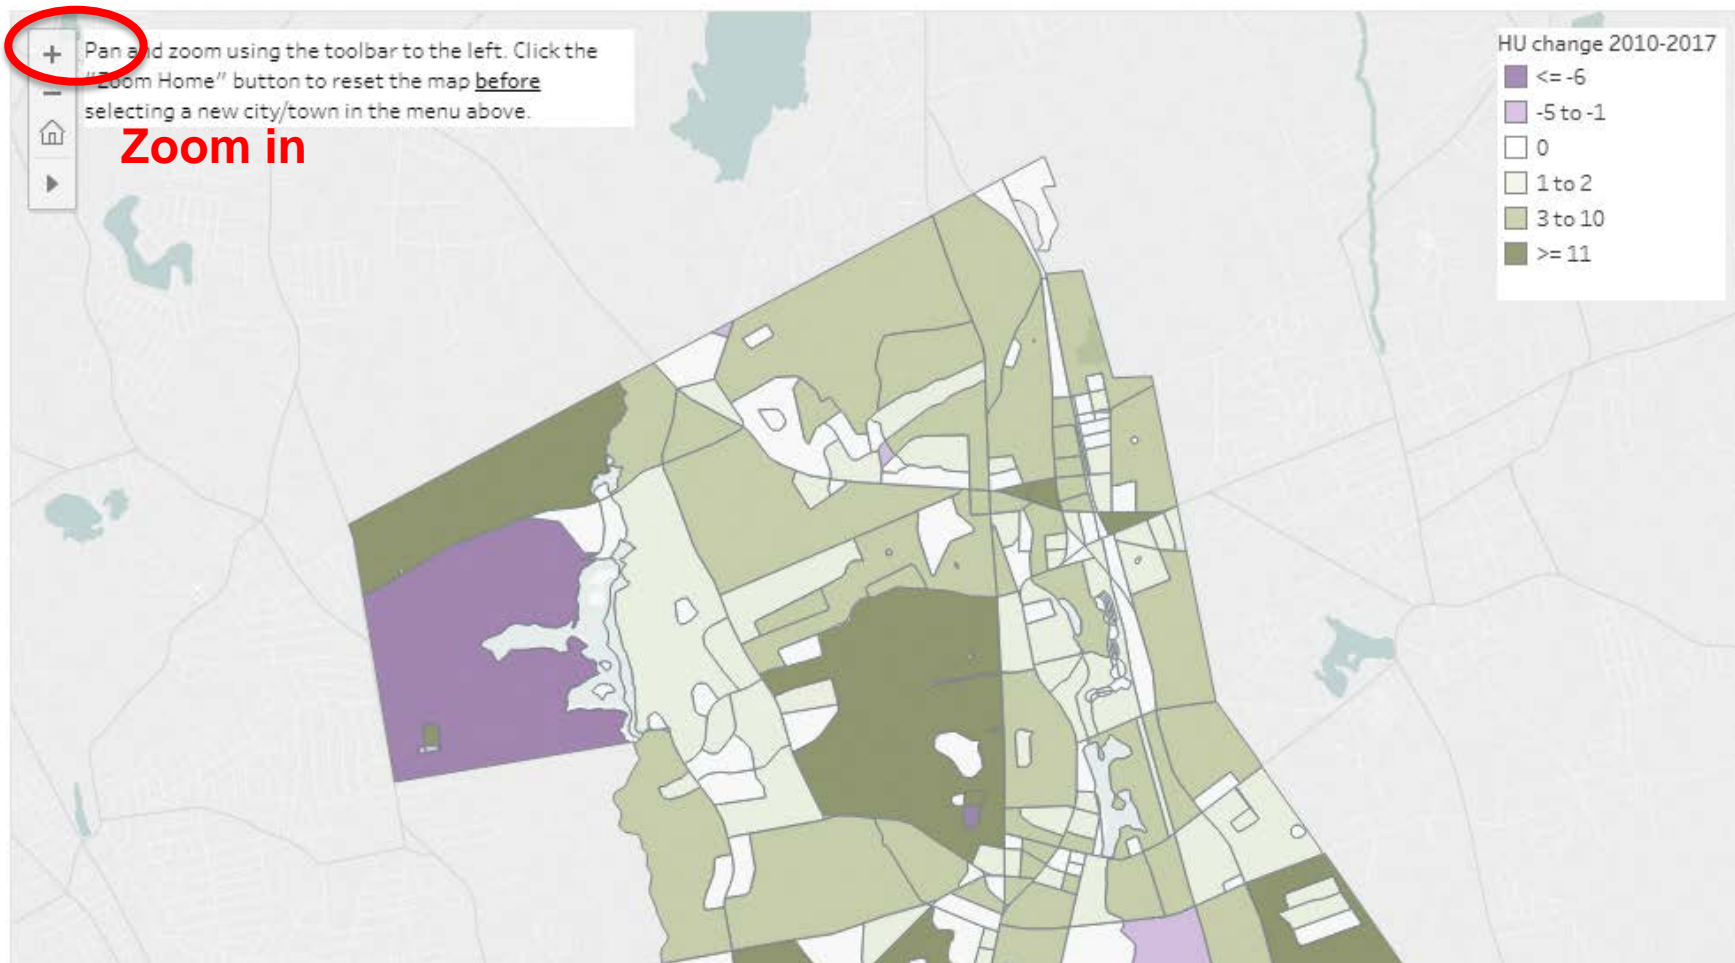 +
Pan and zoom using the toolbar to the left. Click the
"Zoom Home" button to reset the map before
−
selecting a new city/town in the menu above.
Zoom in
HU change 2010-2017
<= -6
-5 to -1
0
1 to 2
3 to 10
>= 11